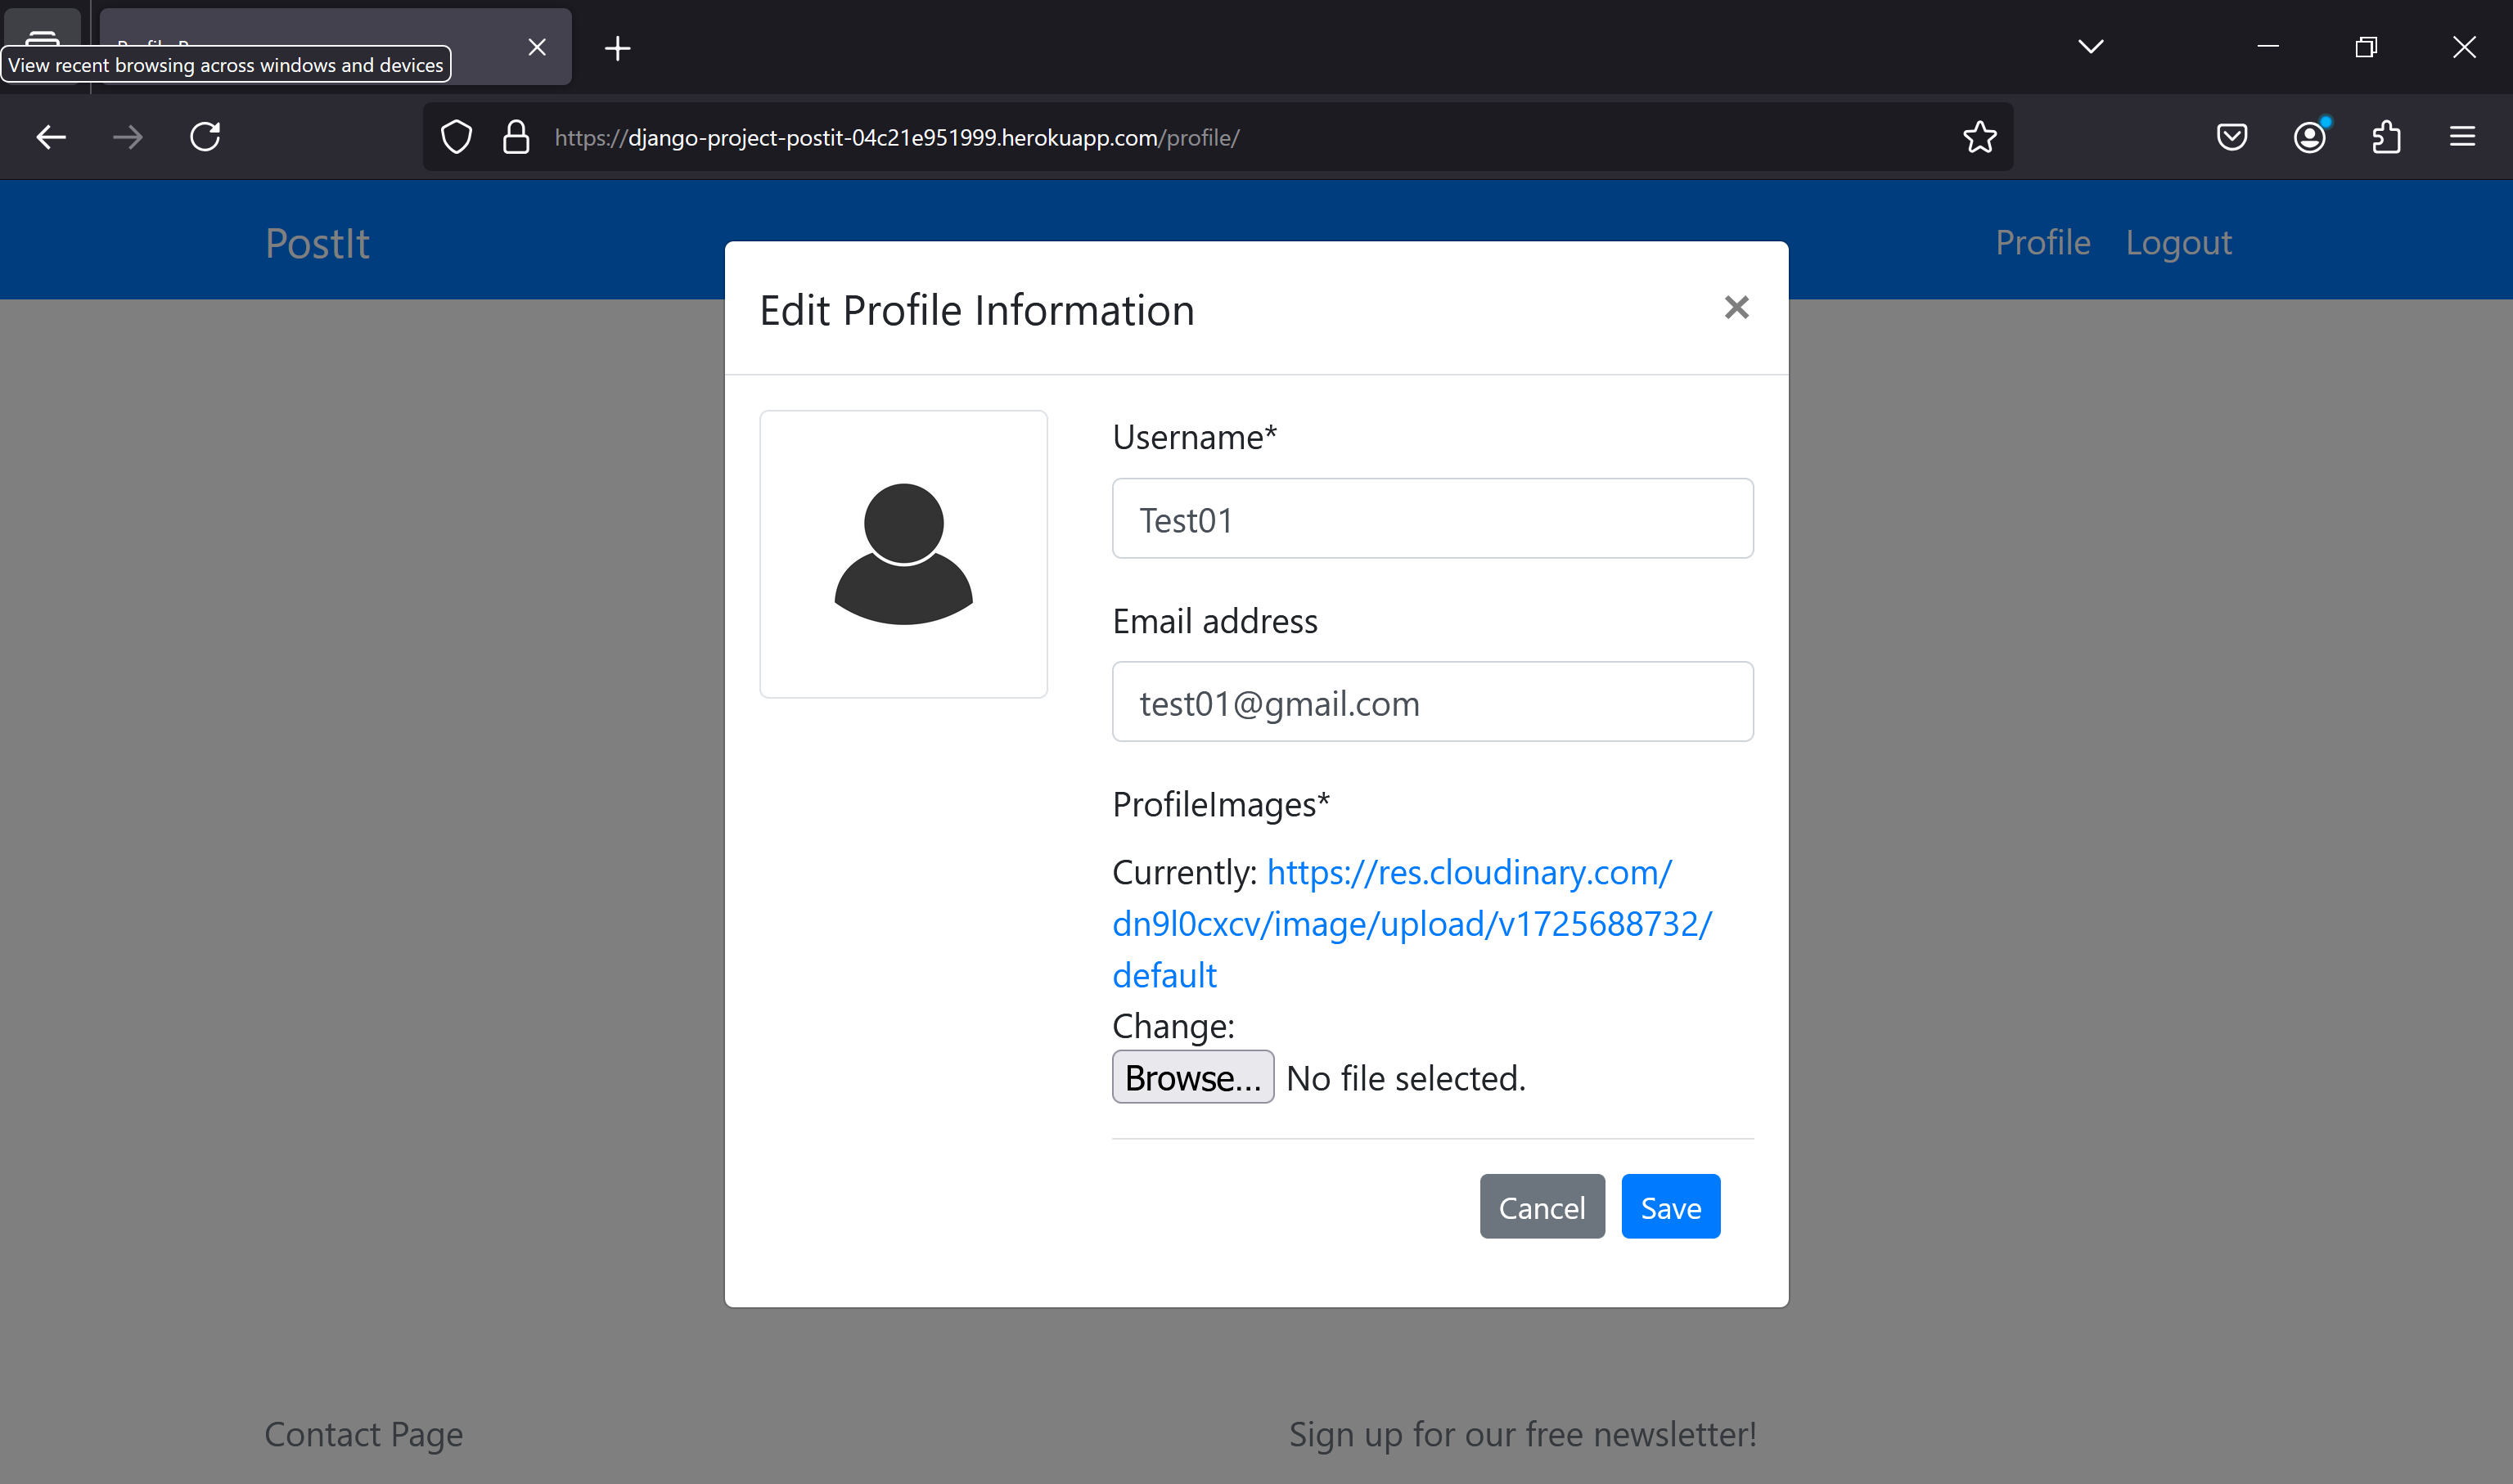 View recent browsing across windows and devices
https://django-project-postit-04c21e951999.herokuapp.com/profile/
PostIt
Profile Logout
Edit Profile Information
Username*
Test01
Email address
test01@gmail.com
ProfileImages*
Currently: https://res.cloudinary.com/
dn9l0cxcv/image/upload/v1725688732/
default
Change:
Browse... No file selected.
Cancel Save
Contact Page Sign up for our free newsletter!